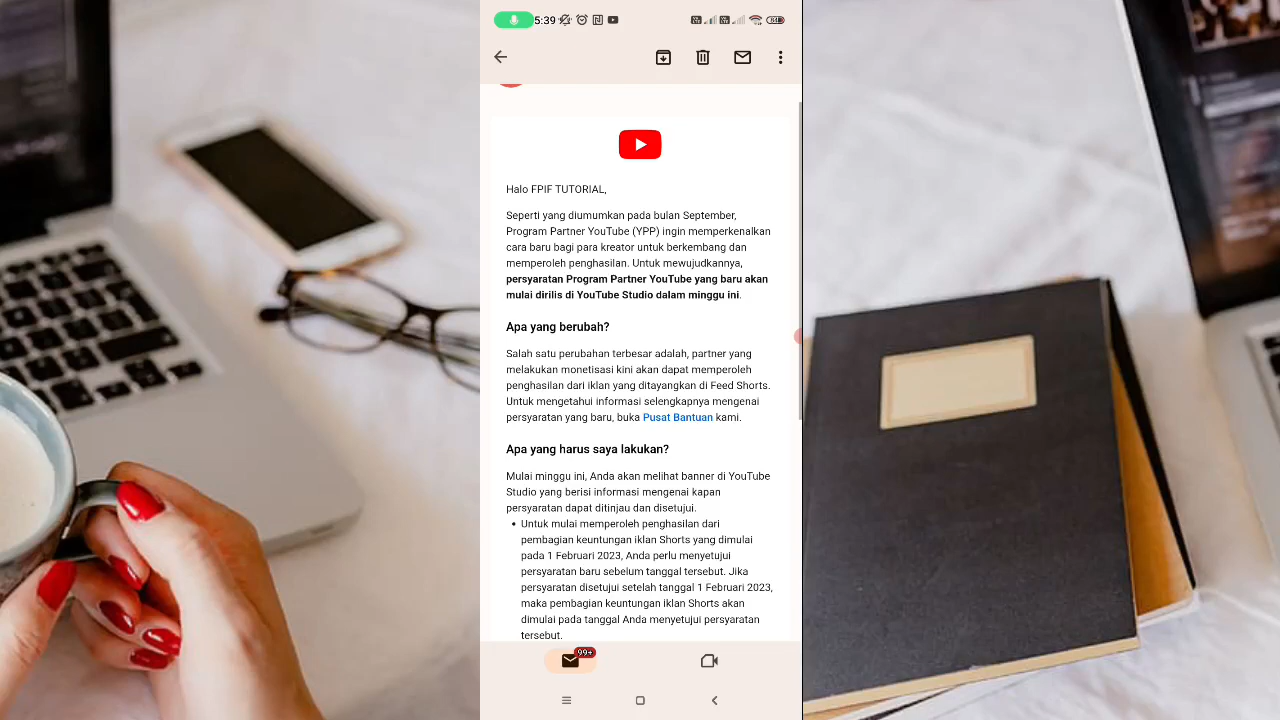 5:39
64
Halo FPIF TUTORIAL,
Seperti yang diumumkan pada bulan September,
Program Partner YouTube (YPP) ingin memperkenalkan
cara baru bagi para kreator untuk berkembang dan
memperoleh penghasilan. Untuk mewujudkannya,
persyaratan Program Partner YouTube yang baru akan
mulai dirilis di YouTube Studio dalam minggu ini.
Apa yang berubah?
Salah satu perubahan terbesar adalah, partner yang
melakukan monetisasi kini akan dapat memperoleh
penghasilan dari iklan yang ditayangkan di Feed Shorts.
Untuk mengetahui informasi selengkapnya mengenai
persyaratan yang baru, buka Pusat Bantuan kami.
Apa yang harus saya lakukan?
Mulai minggu ini, Anda akan melihat banner di YouTube
Studio yang berisi informasi mengenai kapan
persyaratan dapat ditinjau dan disetujui.
• Untuk mulai memperoleh penghasilan dari
pembagian keuntungan iklan Shorts yang dimulai
pada 1 Februari 2023, Anda perlu menyetujui
persyaratan baru sebelum tanggal tersebut. Jika
persyaratan disetujui setelah tanggal 1 Februari 2023,
maka pembagian keuntungan iklan Shorts akan
dimulai pada tanggal Anda menyetujui persyaratan
tersebut.
99+